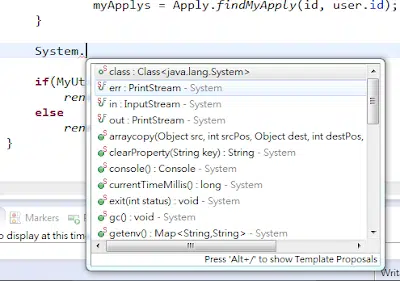 myApplys = Apply.findMyApply(id, user.id);
}
System.
class : Class<java.lang.System>
err : PrintStream - System
in : InputStream - System
out : PrintStream - System
arraycopy(Object src, int srcPos, Object dest, int destPos,
clearProperty(String key) : String - System
console() : Console - System
currentTimeMillis() : long - System
exit(int status) : void - System
gc() : void - System
getenv() : Map<String,String> - System
Press 'Alt+/' to show Template Proposals
if(MyUt
ren
else
ren
}
Markers
o display at this time
Writ